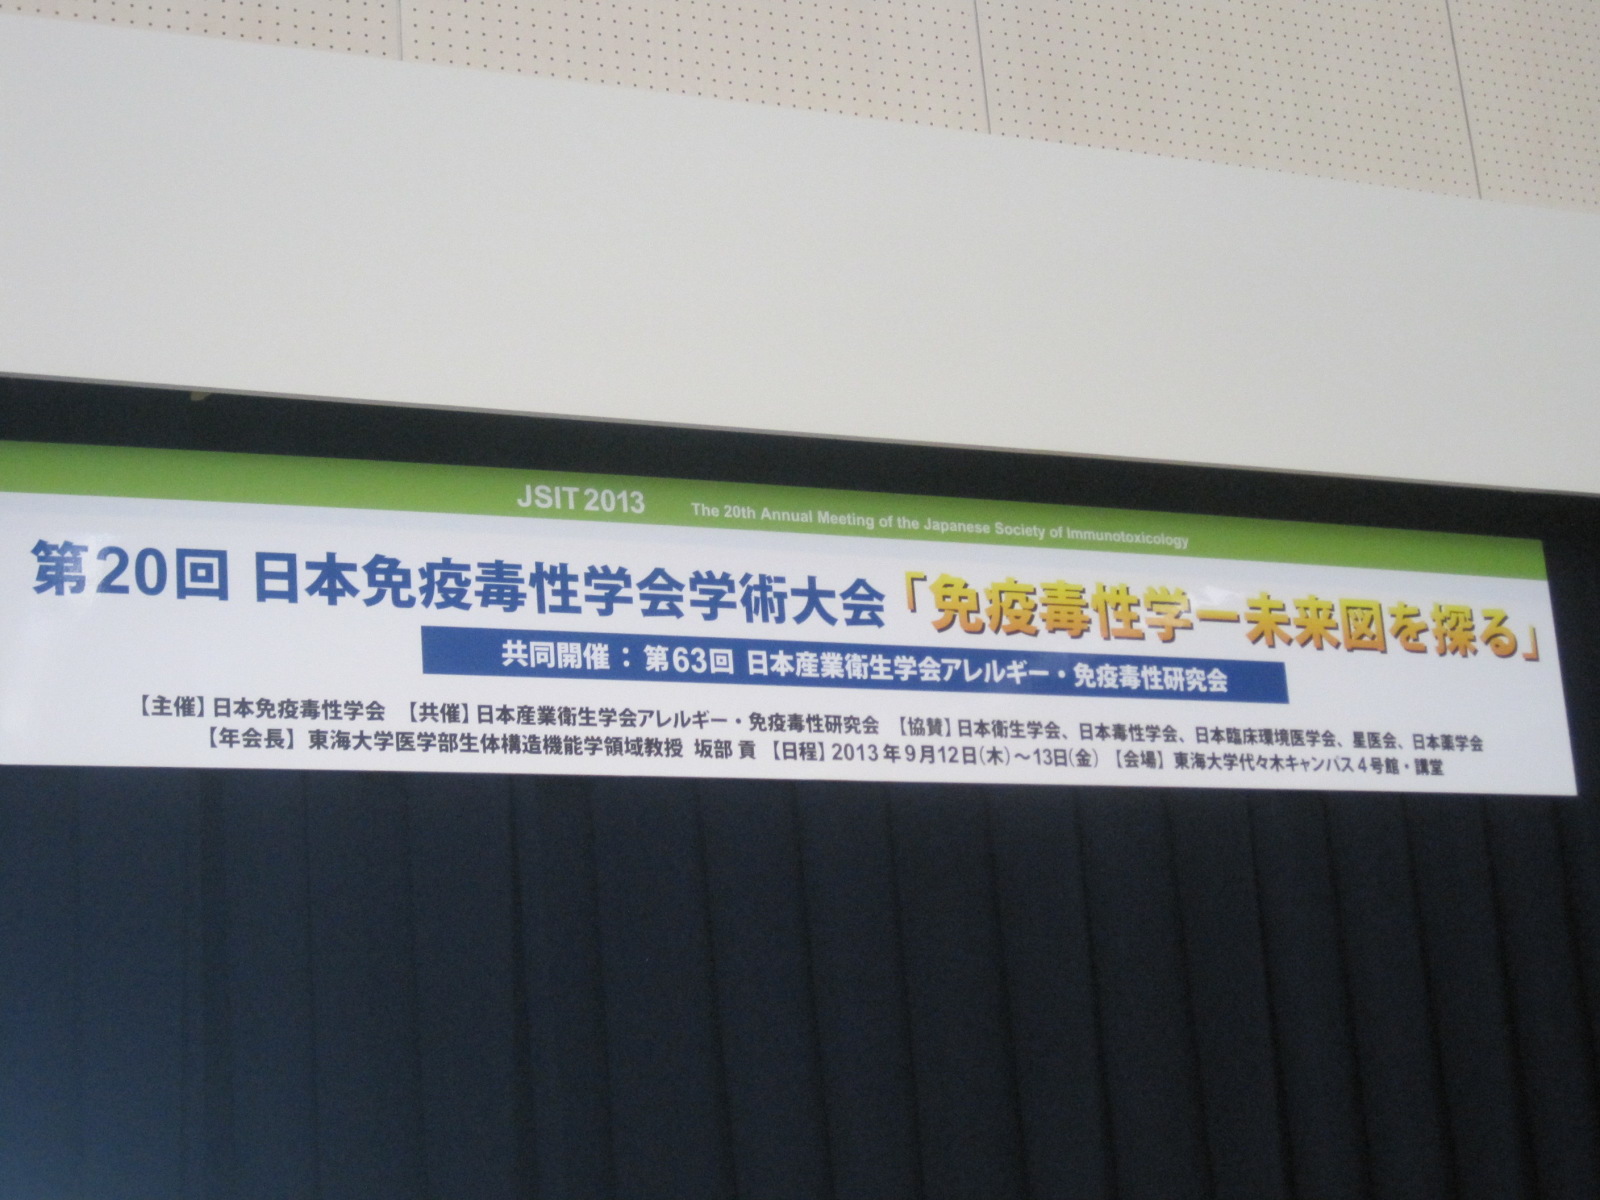 JSIT 2013 The 20th Annual Meeting of the Japanese Society of Immunotoxicology
第20回 日本免疫毒性学会学術大会「免疫毒性学ー未来図を探る」
共同開催：第63回 日本産業衛生学会アレルギー・免疫毒性研究会
【主催】日本免疫毒性学会 【共催】日本産業衛生学会アレルギー・免疫毒性研究会 【協賛】日本衛生学会、日本毒性学会、日本臨床環境医学会、星医会、日本薬学会
【年会長】東海大学医学部生体構造機能学領域教授 坂部 貢 【日程】2013年9月12日(木)～13日(金) 【会場】東海大学代々木キャンパス4号館・講堂